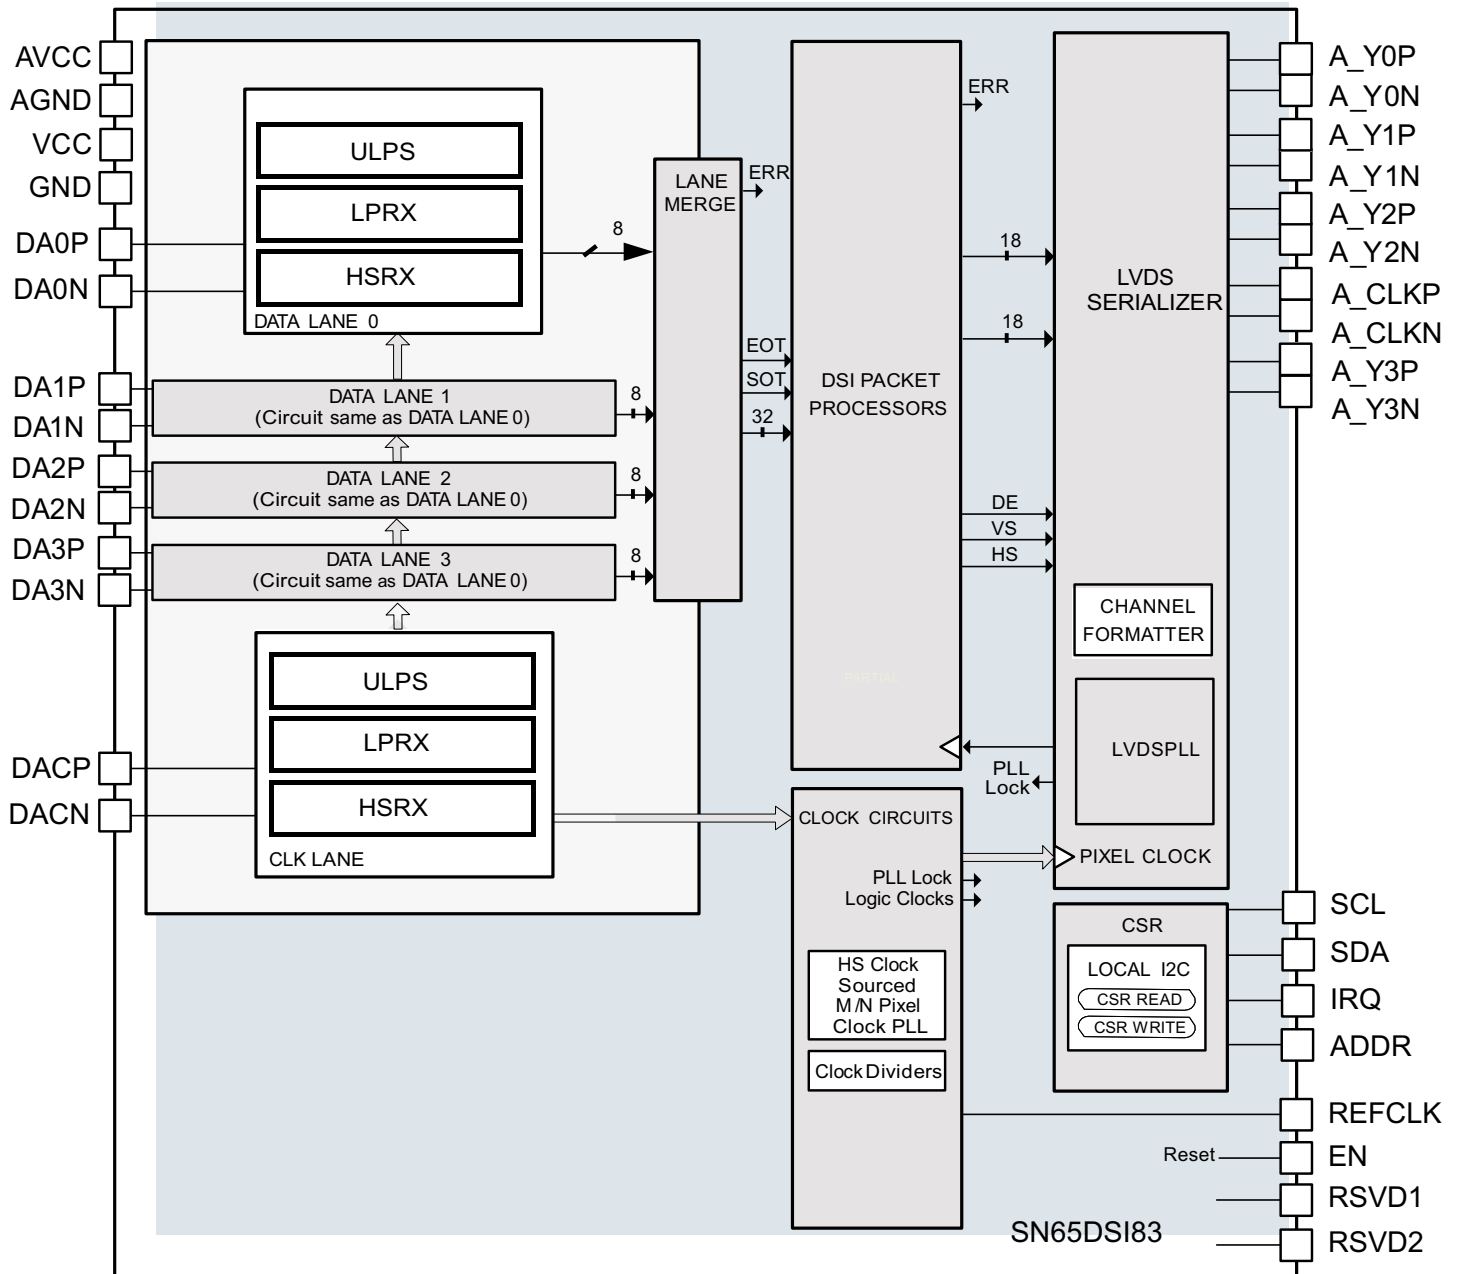 AVCC
AGND
VCC
GND
DA0P
DA0N
DA1P
DA1N
DA2P
DA2N
DA3P
DA3N
DACP
DACN
ULPS
LPRX
HSRX
DATA LANE 0
8
DATA LANE 1
(Circuit same as DATA LANE 0)
8
DATA LANE 2
(Circuit same as DATA LANE 0)
8
DATA LANE 3
(Circuit same as DATA LANE 0)
8
ULPS
LPRX
HSRX
CLK LANE
LANE
MERGE
ERR
EOT
SOT
32
DSI PACKET
PROCESSORS
PARTIAL
ERR
18
18
DE
VS
HS
PLL
Lock
LVDS
SERIALIZER
CHANNEL
FORMATTER
LVDSPLL
PIXEL CLOCK
CLOCK CIRCUITS
PLL Lock
Logic Clocks
HS Clock
Sourced
M/N Pixel
Clock PLL
Clock Dividers
CSR
LOCAL I2C
CSR READ
CSR WRITE
Reset
SN65DSI83
A_Y0P
A_Y0N
A_Y1P
A_Y1N
A_Y2P
A_Y2N
A_CLKP
A_CLKN
A_Y3P
A_Y3N
SCL
SDA
IRQ
ADDR
REFCLK
EN
RSVD1
RSVD2